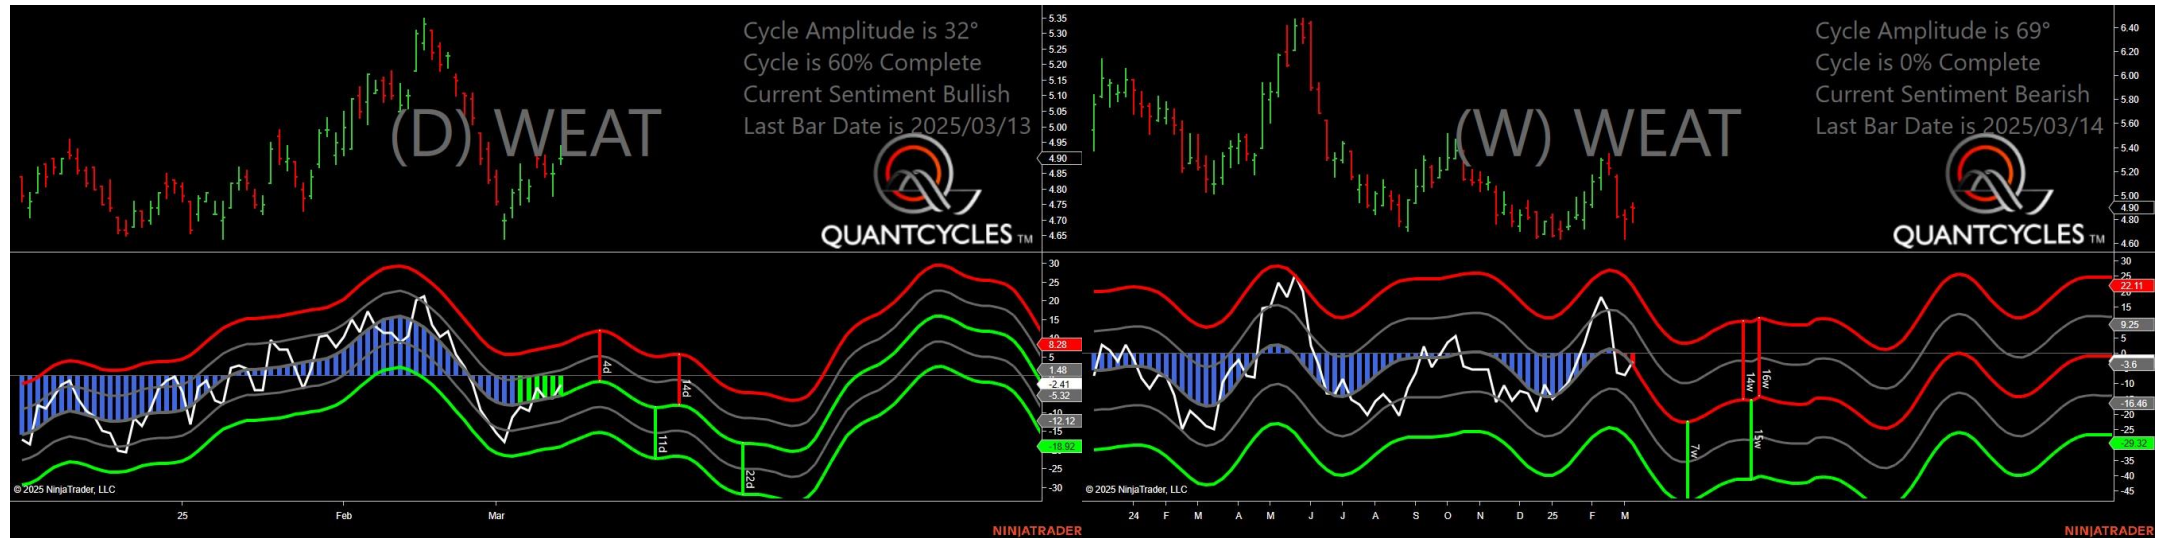 Cycle Amplitude is 32°
Cycle is 60% Complete
Current Sentiment Bullish
Last Bar Date is 2025/03/13
(D) WEAT
QUANTCYCLES TM
5.35
5.30
5.25
5.20
5.15
5.10
5.05
5.00
4.95
4.90
4.85
4.80
4.75
4.70
4.65
30
25
20
15
8.28
5
1.48
-2.41
-5.32
-10
-12.12
-15
-18.92
-25
-30
4d
14d
11d
22d
© 2025 NinjaTrader, LLC
25 Feb Mar
NINJATRADER
Cycle Amplitude is 69°
Cycle is 0% Complete
Current Sentiment Bearish
Last Bar Date is 2025/03/14
(W) WEAT
QUANTCYCLES TM
6.40
6.20
6.00
5.80
5.60
5.40
5.20
5.00
4.90
4.80
4.60
30
25
22.11
15
9.25
5
0
-3.6
-10
-16.46
-20
-25
-29.32
-35
-40
-45
14w
16w
7w
15w
© 2025 NinjaTrader, LLC
24 F M A M J J A S O N D 25 F M
NINJATRADER